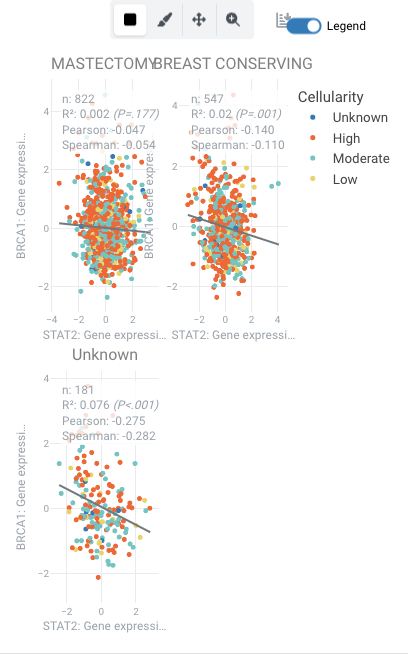 Legend
MASTECTOMY
BREAST CONSERVING
n: 822
R²: 0.002 (P=.177)
Pearson: -0.047
Spearman: -0.054
4
2
0
−2
−4
−2
0
2
BRCA1: Gene expressi...
STAT2: Gene expressi...
n: 547
R²: 0.02 (P=.001)
Pearson: -0.140
Spearman: -0.110
4
2
0
−2
−2
0
2
4
BRCA1: Gene expres
STAT2: Gene expressi...
Cellularity
Unknown
High
Moderate
Low
Unknown
n: 181
R²: 0.076 (P<.001)
Pearson: -0.275
Spearman: -0.282
4
2
0
−2
−2
0
2
BRCA1: Gene expressi...
STAT2: Gene expressi...